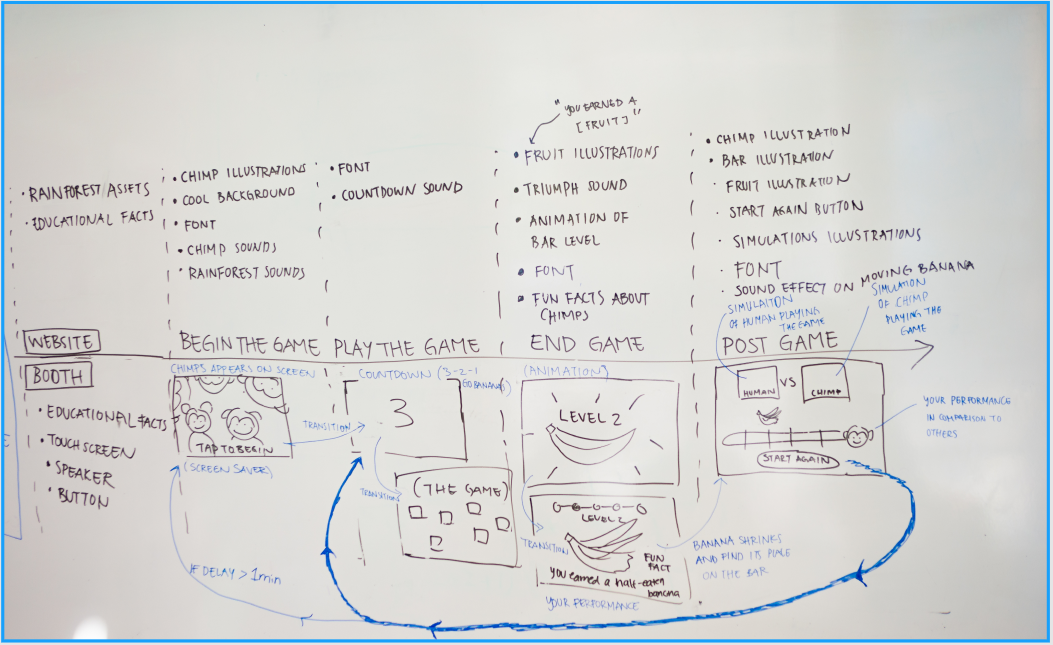 "YOU EARNED A
[FRUIT]"
• RAINFOREST ASSETS
• EDUCATIONAL FACTS
• CHIMP ILLUSTRATIONS
• COOL BACKGROUND
• FONT
• CHIMP SOUNDS
• RAINFOREST SOUNDS
• FONT
• COUNTDOWN SOUND
• FRUIT ILLUSTRATIONS
• TRIUMPH SOUND
• ANIMATION OF
BAR LEVEL
• FONT
• FUN FACTS ABOUT
CHIMPS
• CHIMP ILLUSTRATION
• BAR ILLUSTRATION
• FRUIT ILLUSTRATION
• START AGAIN BUTTON
• SIMULATIONS ILLUSTRATIONS
• FONT
• SOUND EFFECT ON MOVING BANANA
SIMULAITON
OF HUMAN PLAYING
THE GAME
SIMULATION
OF CHIMP
PLAYING THE
GAME
WEBSITE
BEGIN THE GAME
PLAY THE GAME
END GAME
POST GAME
BOOTH
• EDUCATIONAL FACTS
• TOUCH SCREEN
• SPEAKER
• BUTTON
CHIMPS APPEARS ON SCREEN
TAP TO BEGIN
(SCREEN SAVER)
TRANSITION
IF DELAY > 1min
COUNTDOWN (3-2-1
GO BANANAS)
3
TRANSITION
(THE GAME)
(ANIMATION)
LEVEL 2
TRANSITION
LEVEL 2
FUN
FACT
You earned a half-eaten
banana
YOUR PERFORMANCE
BANANA SHRINKS
AND FIND ITS PLACE
ON THE BAR
HUMAN
VS
CHIMP
START AGAIN
YOUR PERFORMANCE
IN COMPARISON TO
OTHERS